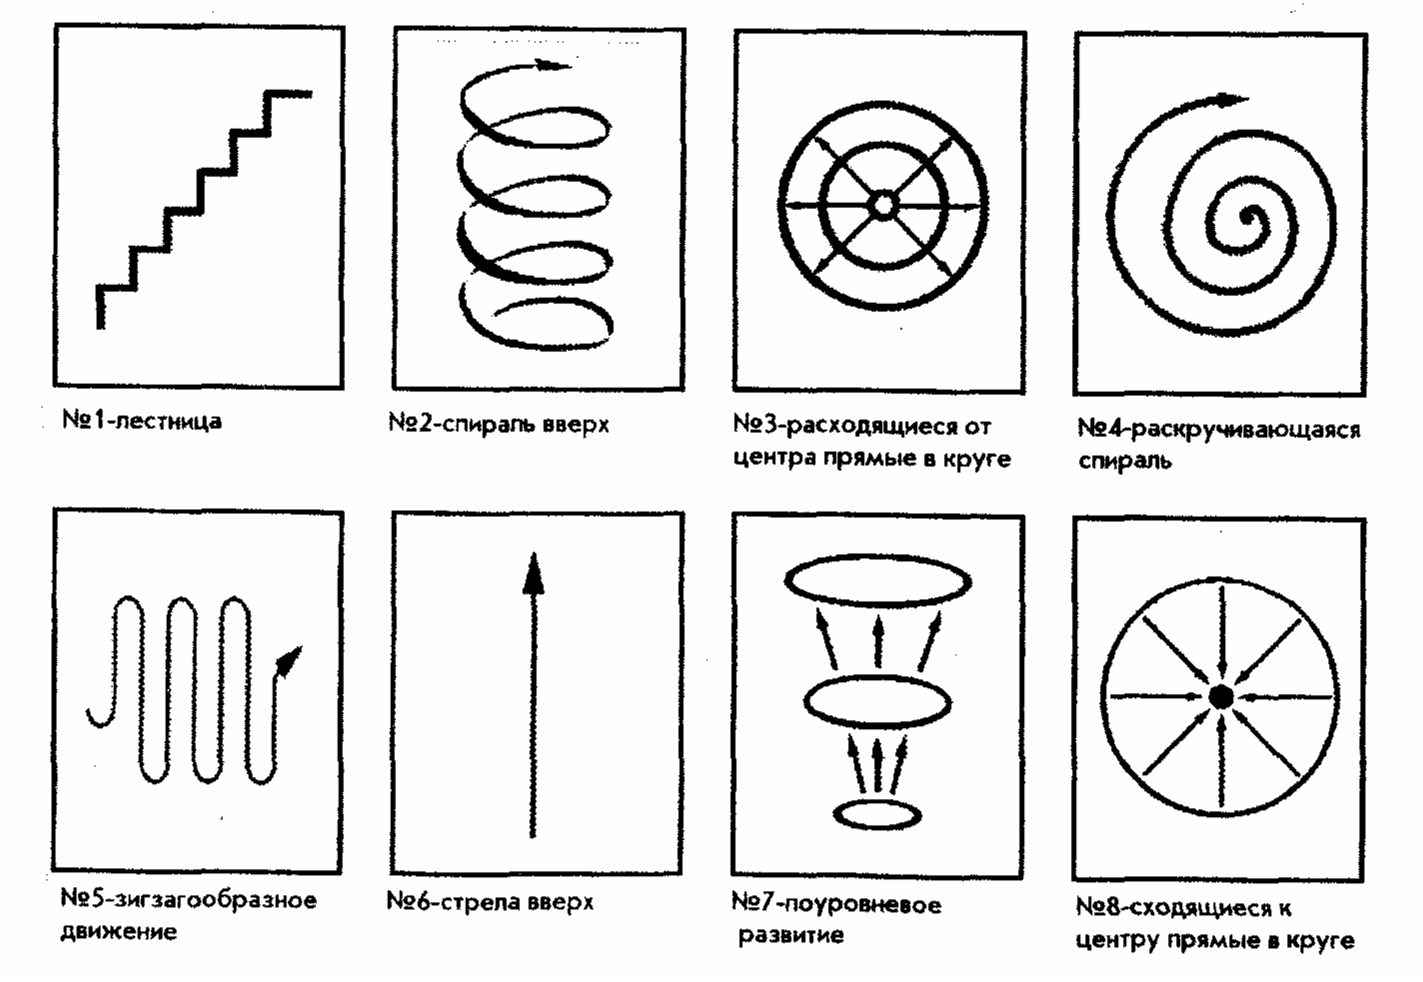 №1-лестница
№2-спираль вверх
№3-расходящиеся от
центра прямые в круге
№4-раскручивающаяся
спираль
№5-зигзагообразное
движение
№6-стрела вверх
№7-поуровневое
развитие
№8-сходящиеся к
центру прямые в круге